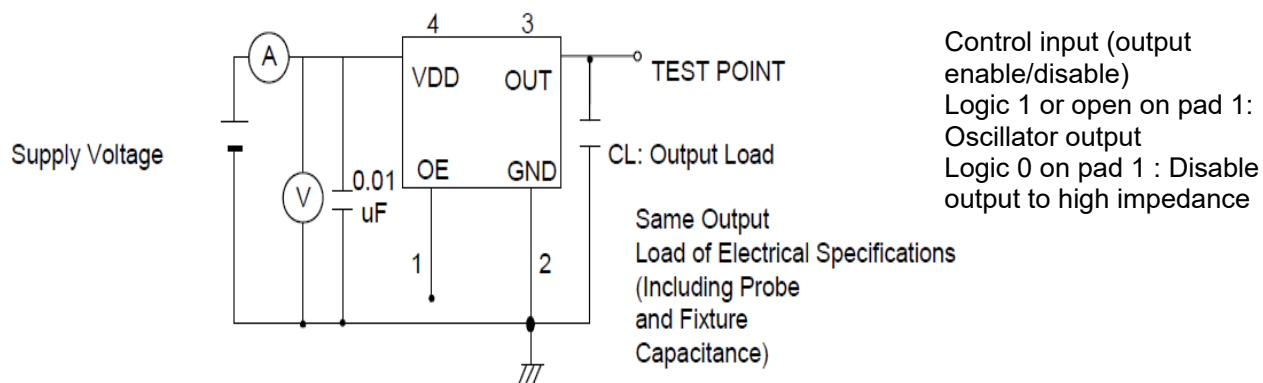 4
3
A
VDD
OUT
TEST POINT
Supply Voltage
CL: Output Load
OE
GND
V
0.01
uF
1
2
Same Output
Load of Electrical Specifications
(Including Probe
and Fixture
Capacitance)
Control input (output
enable/disable)
Logic 1 or open on pad 1:
Oscillator output
Logic 0 on pad 1 : Disable
output to high impedance